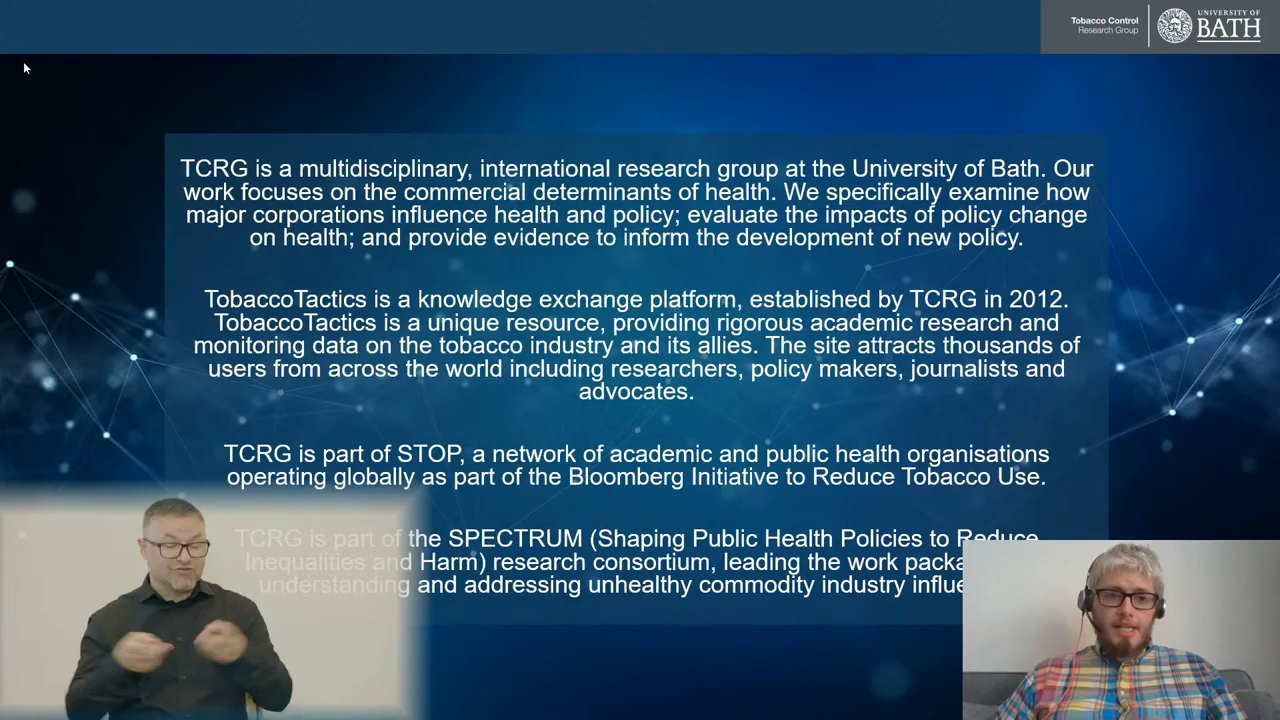 Tobacco Control
Research Group
UNIVERSITY OF
BATH
TCRG is a multidisciplinary, international research group at the University of Bath. Our
work focuses on the commercial determinants of health. We specifically examine how
major corporations influence health and policy; evaluate the impacts of policy change
on health; and provide evidence to inform the development of new policy.
TobaccoTactics is a knowledge exchange platform, established by TCRG in 2012.
TobaccoTactics is a unique resource, providing rigorous academic research and
monitoring data on the tobacco industry and its allies. The site attracts thousands of
users from across the world including researchers, policy makers, journalists and
advocates.
TCRG is part of STOP, a network of academic and public health organisations
operating globally as part of the Bloomberg Initiative to Reduce Tobacco Use.
TCRG is part of the SPECTRUM (Shaping Public Health Policies to Reduce
Inequalities and Harm) research consortium, leading the work
understanding and addressing unhealthy commodity industry